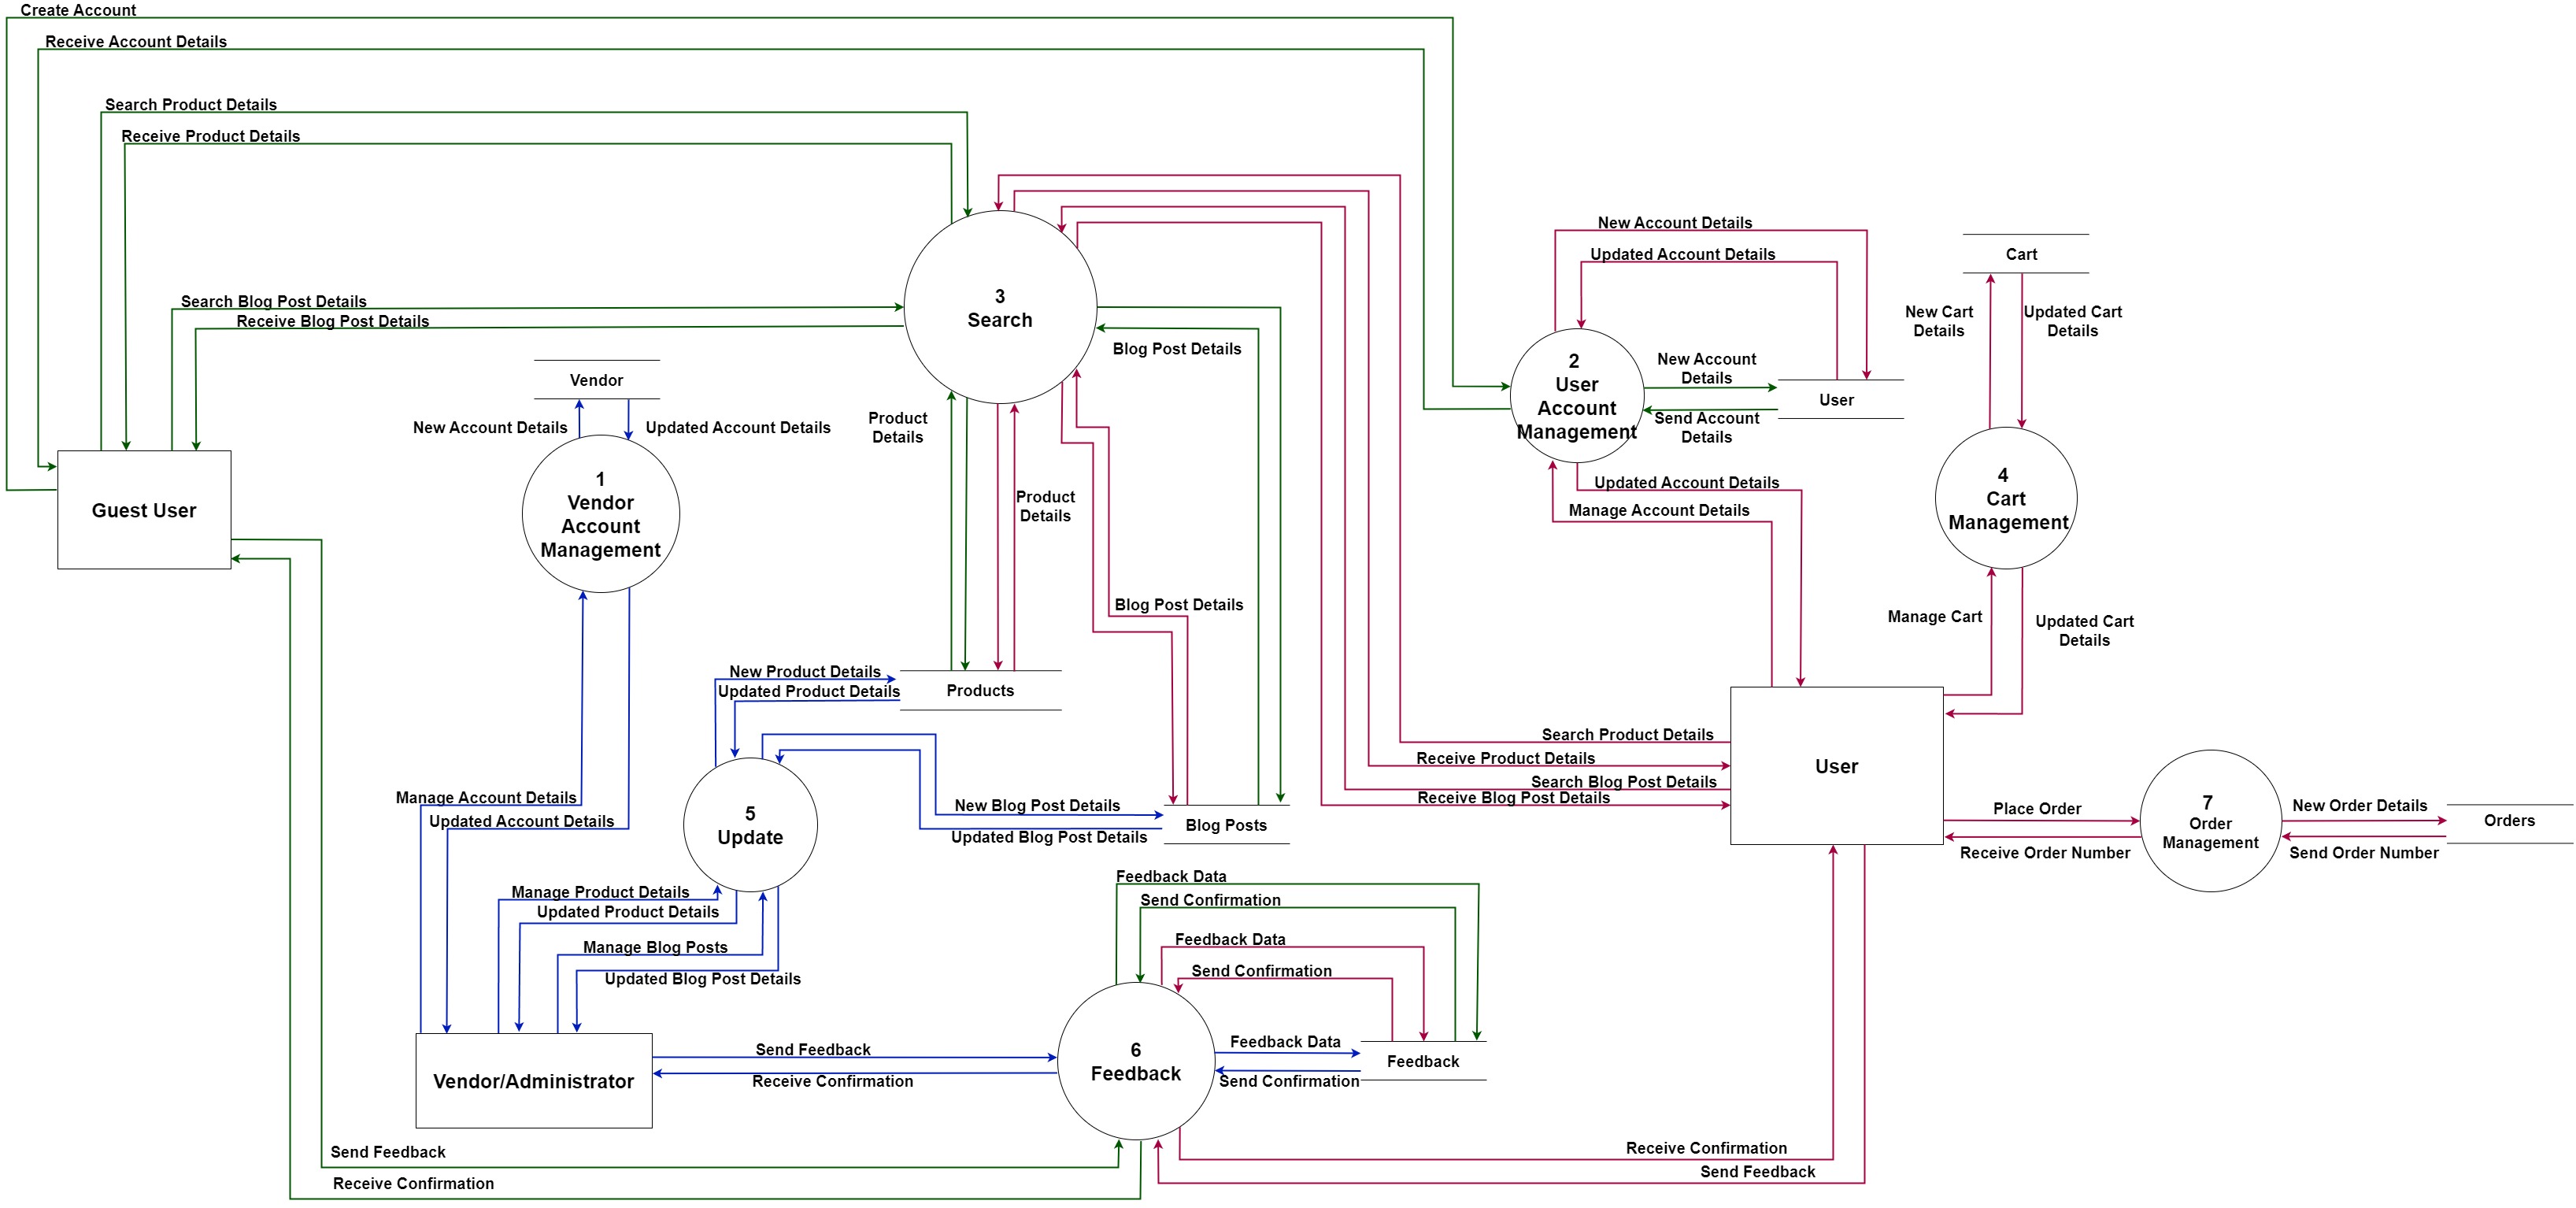 Create Account
Receive Account Details
Search Product Details
Receive Product Details
Search Blog Post Details
Receive Blog Post Details
3
Search
Blog Post Details
New Account Details
Updated Account Details
Cart
New Cart
Details
Updated Cart
Details
2
User
Account
Management
New Account
Details
User
Send Account
Details
Vendor
New Account Details
Updated Account Details
Product
Details
Guest User
1
Vendor
Account
Management
Product
Details
Updated Account Details
Manage Account Details
4
Cart
Management
Blog Post Details
Manage Cart
Updated Cart
Details
New Product Details
Updated Product Details
Products
Search Product Details
Receive Product Details
Search Blog Post Details
Receive Blog Post Details
User
Manage Account Details
Updated Account Details
5
Update
New Blog Post Details
Updated Blog Post Details
Blog Posts
Place Order
Receive Order Number
7
Order
Management
New Order Details
Send Order Number
Orders
Manage Product Details
Updated Product Details
Manage Blog Posts
Updated Blog Post Details
Feedback Data
Send Confirmation
Feedback Data
Send Confirmation
Vendor/Administrator
Send Feedback
Receive Confirmation
6
Feedback
Feedback Data
Send Confirmation
Feedback
Send Feedback
Receive Confirmation
Receive Confirmation
Send Feedback